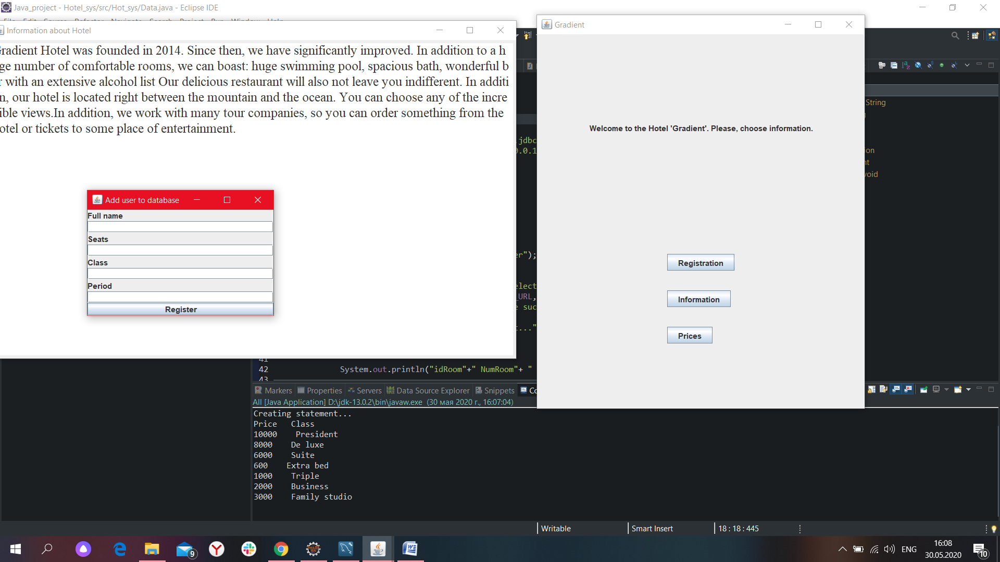 Java_project - Hotel_sys/src/Hot_sys/Data.java - Eclipse IDE
Information about Hotel
Gradient
radient Hotel was founded in 2014. Since then, we have significantly improved. In addition to a h
ge number of comfortable rooms, we can boast: huge swimming pool, spacious bath, wonderful b
r with an extensive alcohol list Our delicious restaurant will also not leave you indifferent. In additi
n, our hotel is located right between the mountain and the ocean. You can choose any of the incre
ible views.In addition, we work with many tour companies, so you can order something from the
otel or tickets to some place of entertainment.
Add user to database
Full name
Seats
Class
Period
Register
Welcome to the Hotel 'Gradient'. Please, choose information.
Registration
Information
Prices
.jdbc
.0.1
er");
elect
_URL,
suc
..."
String
ion
nt
void
41
42 System.out.println("idRoom"+" NumRoom"+ "
43
Markers Properties Servers Data Source Explorer Snippets Co
All [Java Application] D:\jdk-13.0.2\bin\javaw.exe (30 мая 2020 г., 16:07:04)
Creating statement...
Price Class
10000 President
8000 De luxe
6000 Suite
600 Extra bed
1000 Triple
2000 Business
3000 Family studio
Writable Smart Insert 18 : 18 : 445
9
ENG
16:08
30.05.2020
10